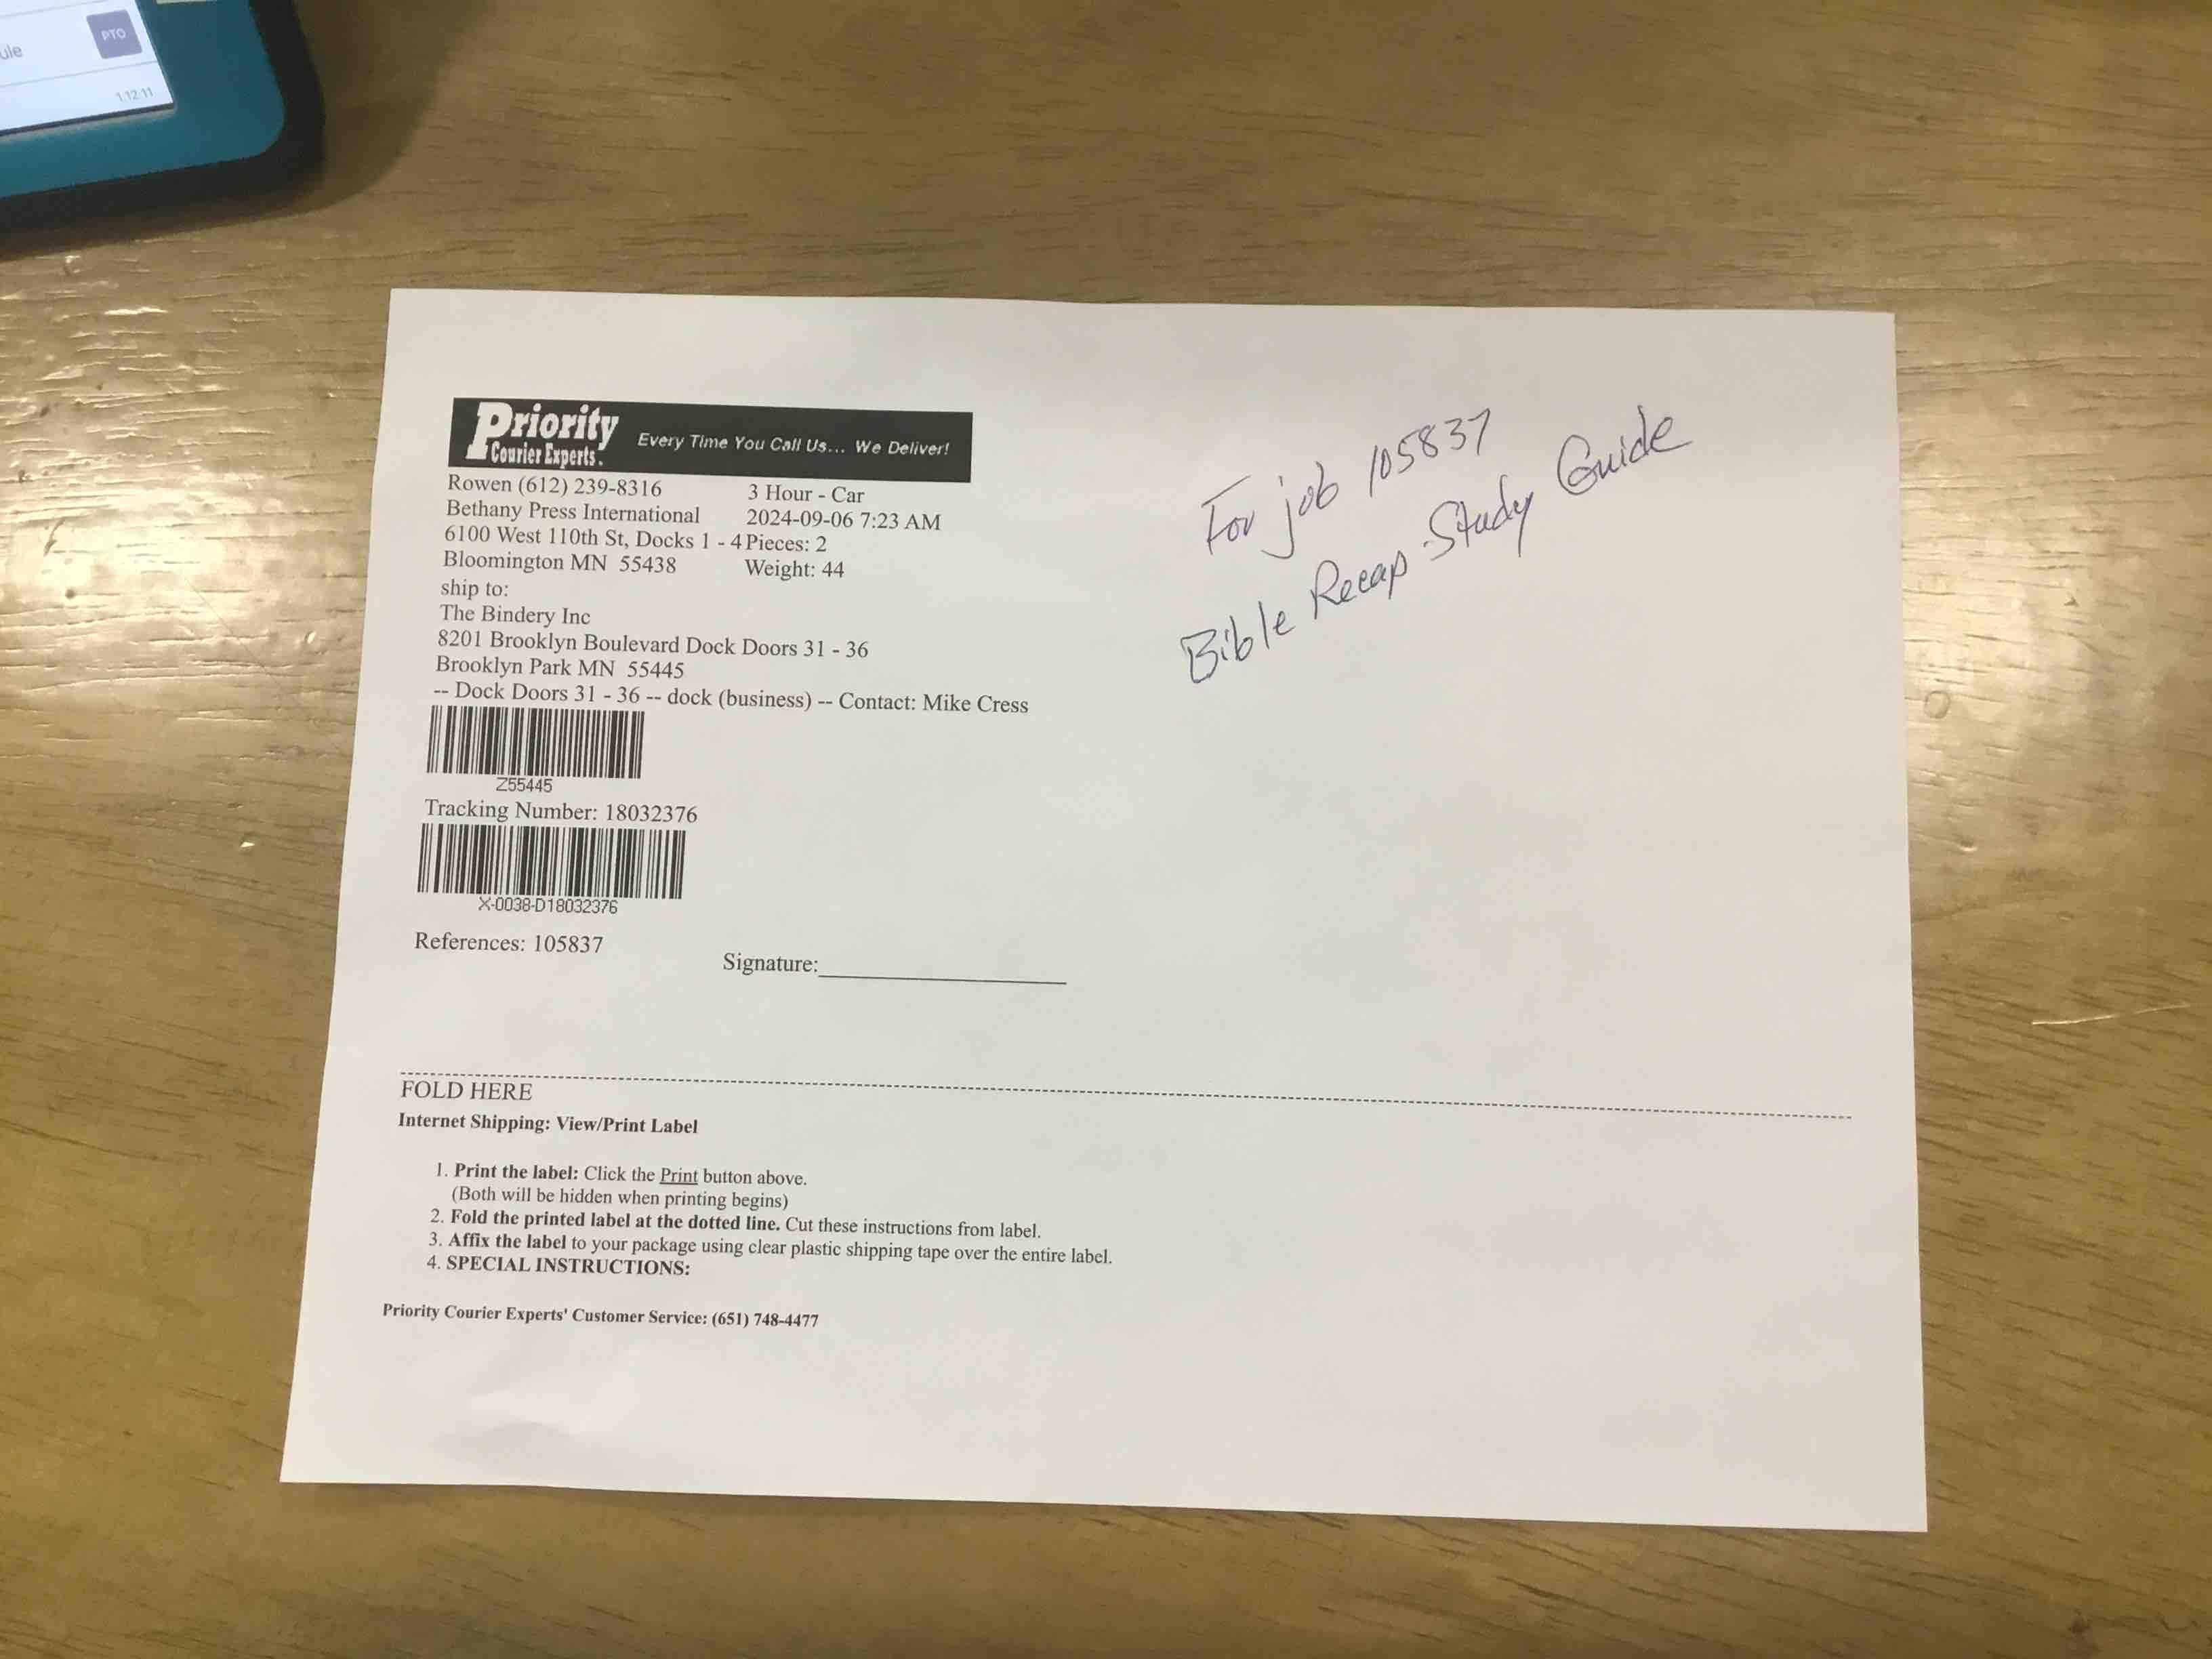 ule
PTO
1:12:11
Priority
Courier Experts.
Every Time You Call Us... We Deliver!
Rowen (612) 239-8316
3 Hour - Car
Bethany Press International
2024-09-06 7:23 AM
6100 West 110th St, Docks 1 - 4
Pieces: 2
Bloomington MN 55438
Weight: 44
ship to:
The Bindery Inc
8201 Brooklyn Boulevard Dock Doors 31 - 36
Brooklyn Park MN 55445
-- Dock Doors 31 - 36 -- dock (business) -- Contact: Mike Cress
Z55445
Tracking Number: 18032376
X-0038-D18032376
References: 105837
Signature:
For job 105837
Bible Recap Study Guide
FOLD HERE
Internet Shipping: View/Print Label
1. Print the label: Click the Print button above.
(Both will be hidden when printing begins)
2. Fold the printed label at the dotted line. Cut these instructions from label.
3. Affix the label to your package using clear plastic shipping tape over the entire label.
4. SPECIAL INSTRUCTIONS:
Priority Courier Experts' Customer Service: (651) 748-4477